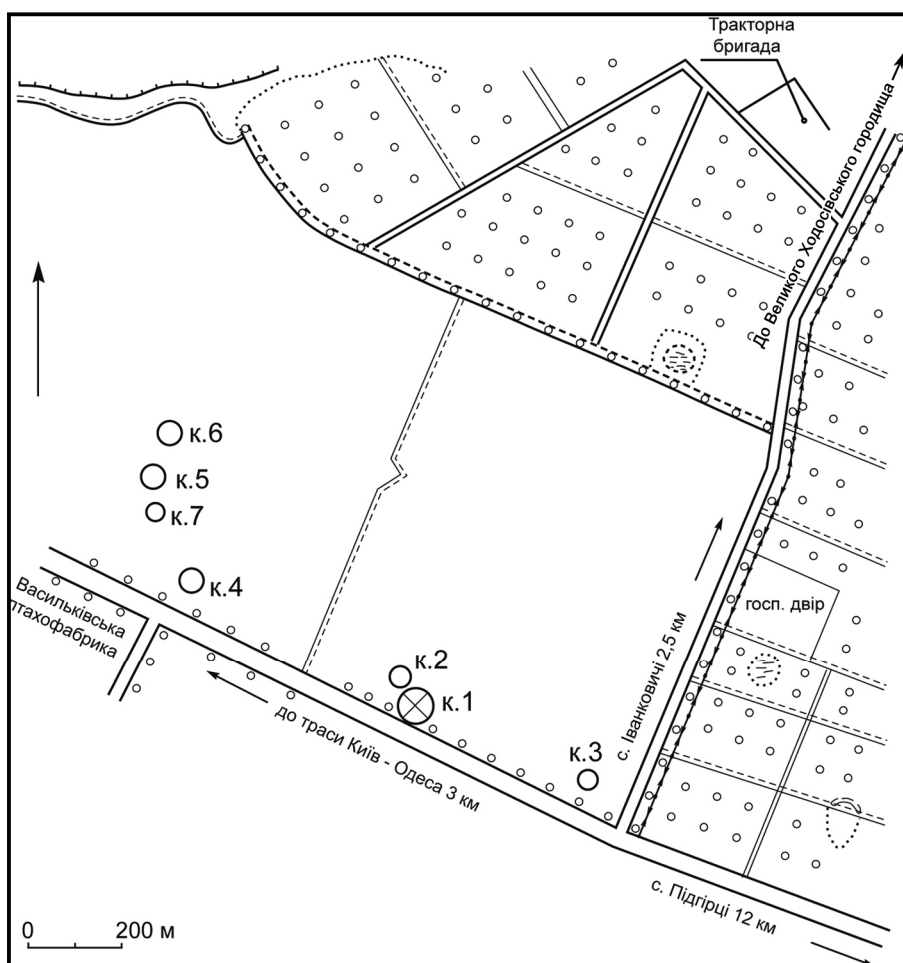 Тракторна
бригада
До Великого Ходосівського городища
к.6
к.5
к.7
к.4
Васильківська
птахофабрика
к.2
к.1
к.3
до траси Київ - Одеса 3 км
с. Іванковичі 2,5 км
госп. двір
с. Підгірці 12 км
0 200 м